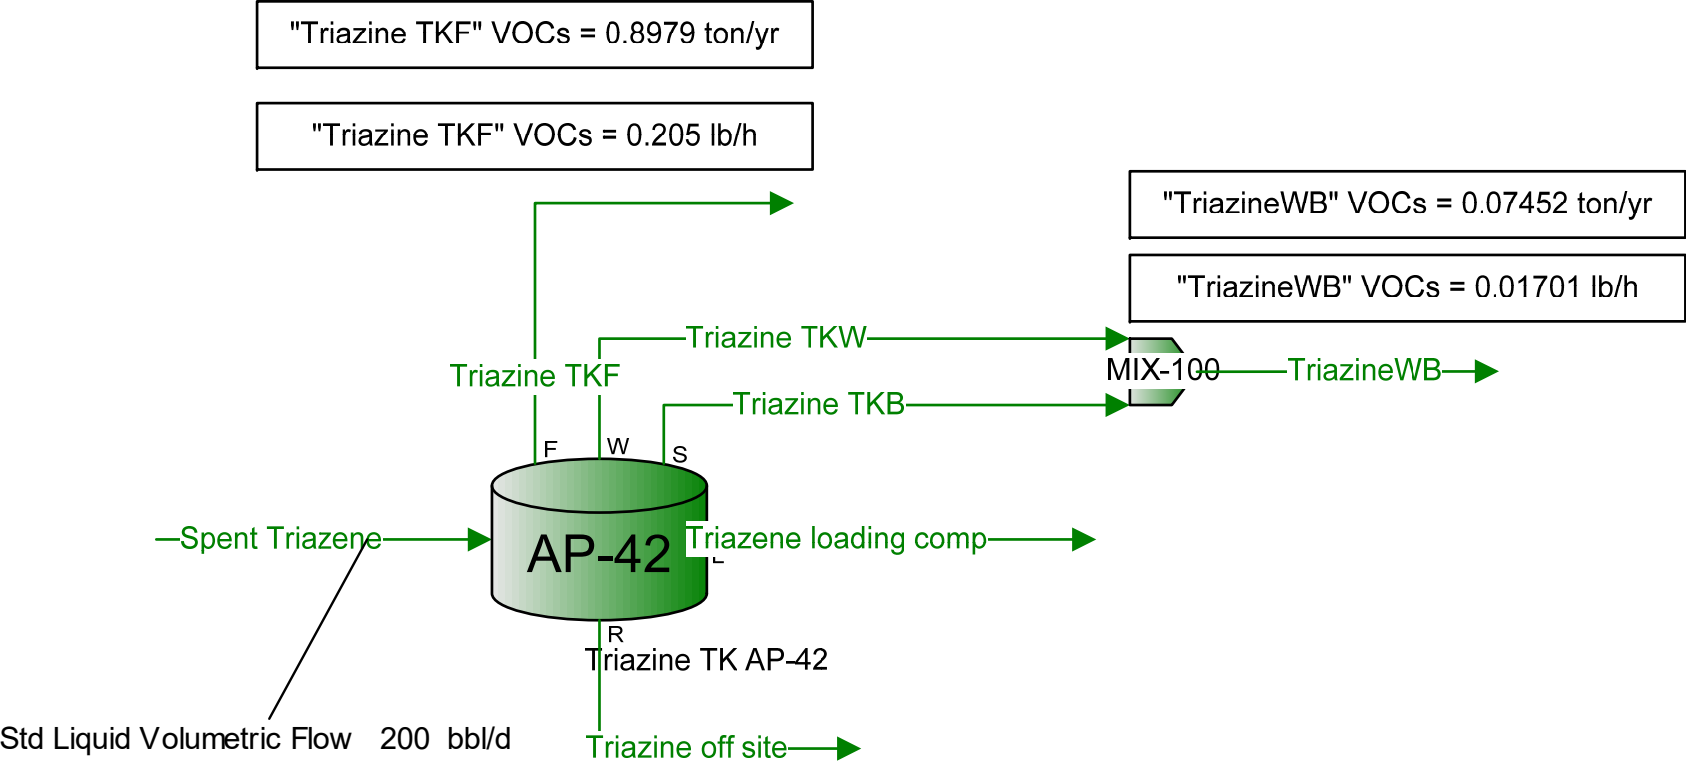 "Triazine TKF" VOCs = 0.8979 ton/yr
"Triazine TKF" VOCs = 0.205 lb/h
"TriazineWB" VOCs = 0.07452 ton/yr
"TriazineWB" VOCs = 0.01701 lb/h
Triazine TKW
MIX-100
TriazineWB
Triazine TKF
Triazine TKB
F
W
S
Spent Triazene
AP-42
Triazene loading comp
L
R
Triazine TK AP-42
Std Liquid Volumetric Flow 200 bbl/d
Triazine off site